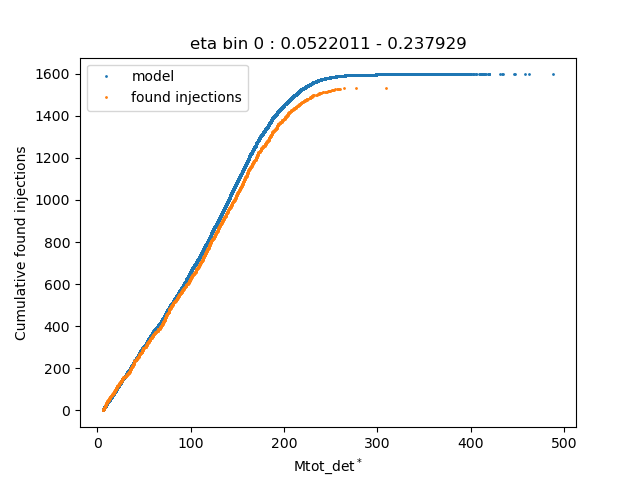 eta bin 0 : 0.0522011 - 0.237929
model
found injections
Cumulative found injections
1600
1400
1200
1000
800
600
400
200
0
0 100 200 300 400 500
Mtot_det*